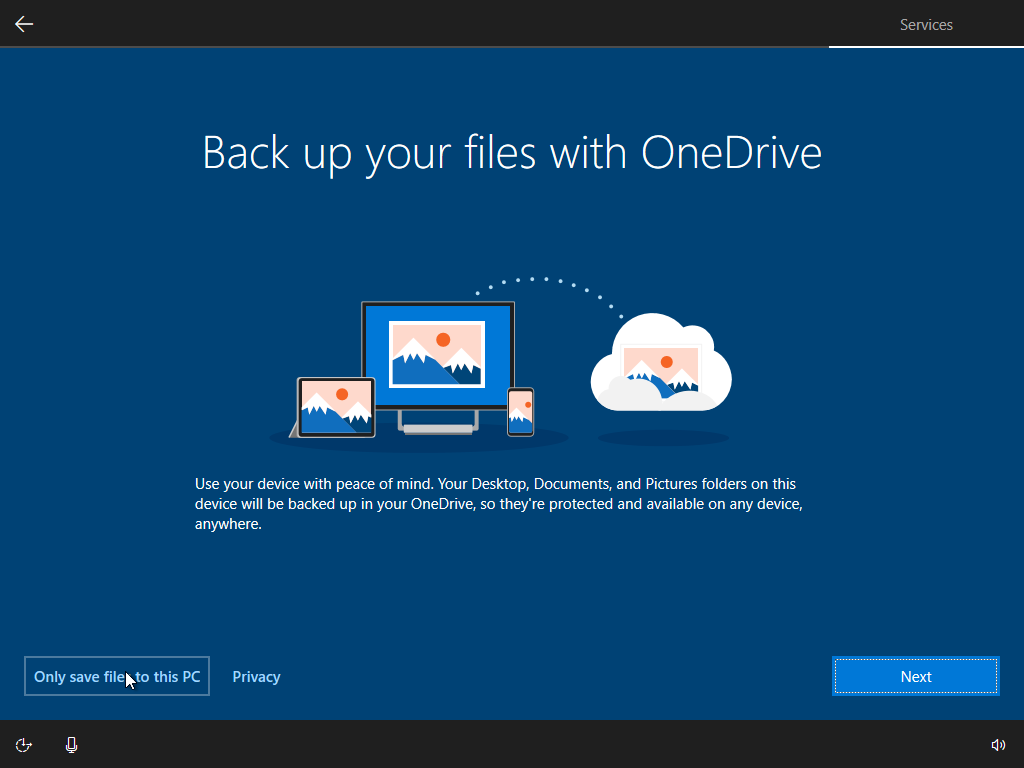 Services
Back up your files with OneDrive
Use your device with peace of mind. Your Desktop, Documents, and Pictures folders on this
device will be backed up in your OneDrive, so they're protected and available on any device,
anywhere.
Only save files to this PC
Privacy
Next